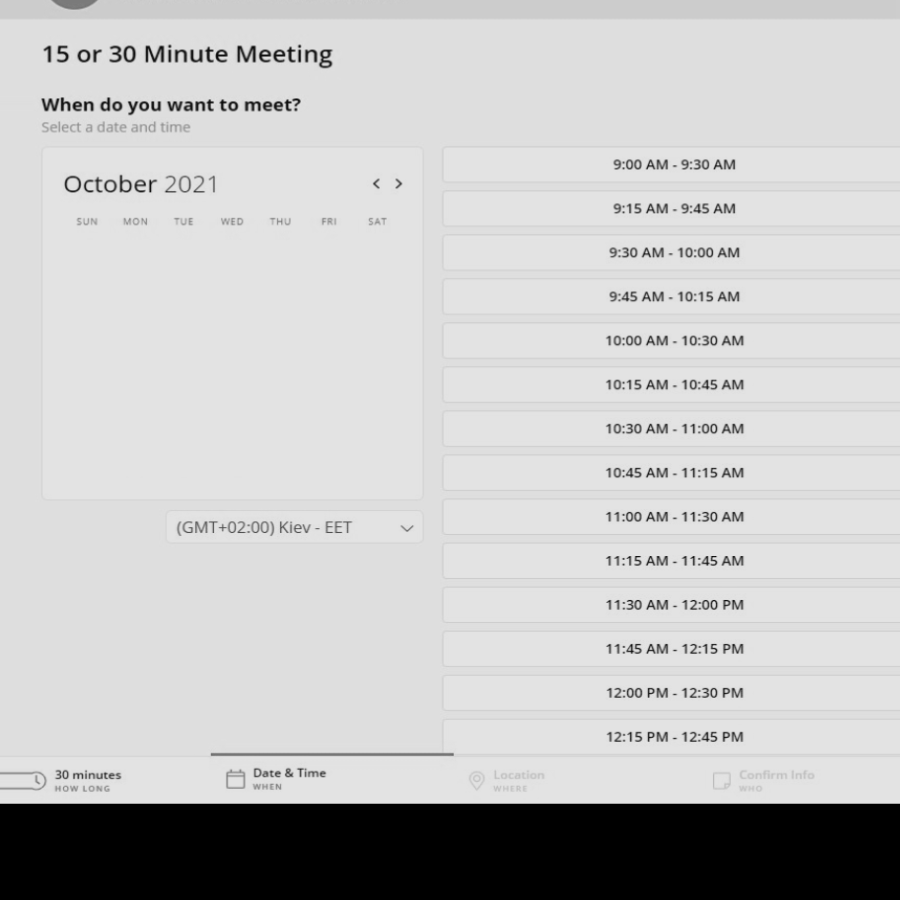 15 or 30 Minute Meeting
When do you want to meet?
Select a date and time
October 2021
SUN MON TUE WED THU FRI SAT
(GMT+02:00) Kiev - EET
9:00 AM - 9:30 AM
9:15 AM - 9:45 AM
9:30 AM - 10:00 AM
9:45 AM - 10:15 AM
10:00 AM - 10:30 AM
10:15 AM - 10:45 AM
10:30 AM - 11:00 AM
10:45 AM - 11:15 AM
11:00 AM - 11:30 AM
11:15 AM - 11:45 AM
11:30 AM - 12:00 PM
11:45 AM - 12:15 PM
12:00 PM - 12:30 PM
12:15 PM - 12:45 PM
30 minutes
HOW LONG
Date & Time
WHEN
Location
WHERE
Confirm Info
WHO